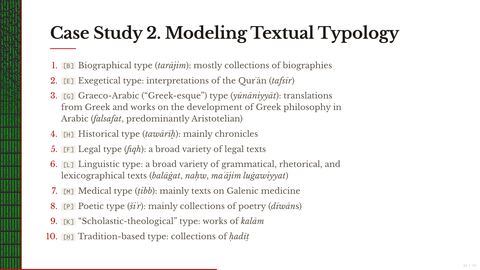 Case Study 2. Modeling Textual Typology
1. [B] Biographical type (tarājim): mostly collections of biographies
2. [E] Exegetical type: interpretations of the Qurʾān (tafsīr)
3. [G] Graeco-Arabic (“Greek-esque”) type (yūnāniyyāt): translations
from Greek and works on the development of Greek philosophy in
Arabic (falsafaŧ, predominantly Aristotelian)
4. [H] Historical type (tawārīḫ): mainly chronicles
5. [F] Legal type (fiqh): a broad variety of legal texts
6. [L] Linguistic type: a broad variety of grammatical, rhetorical, and
lexicographical texts (balāġaŧ, naḥw, maʿājim luġawiyyaŧ)
7. [M] Medical type (ṭibb): mainly texts on Galenic medicine
8. [P] Poetic type (šiʿr): mainly collections of poetry (dīwāns)
9. [K] “Scholastic-theological” type: works of kalām
10. Tradition-based type: collections of ḥadīṯ